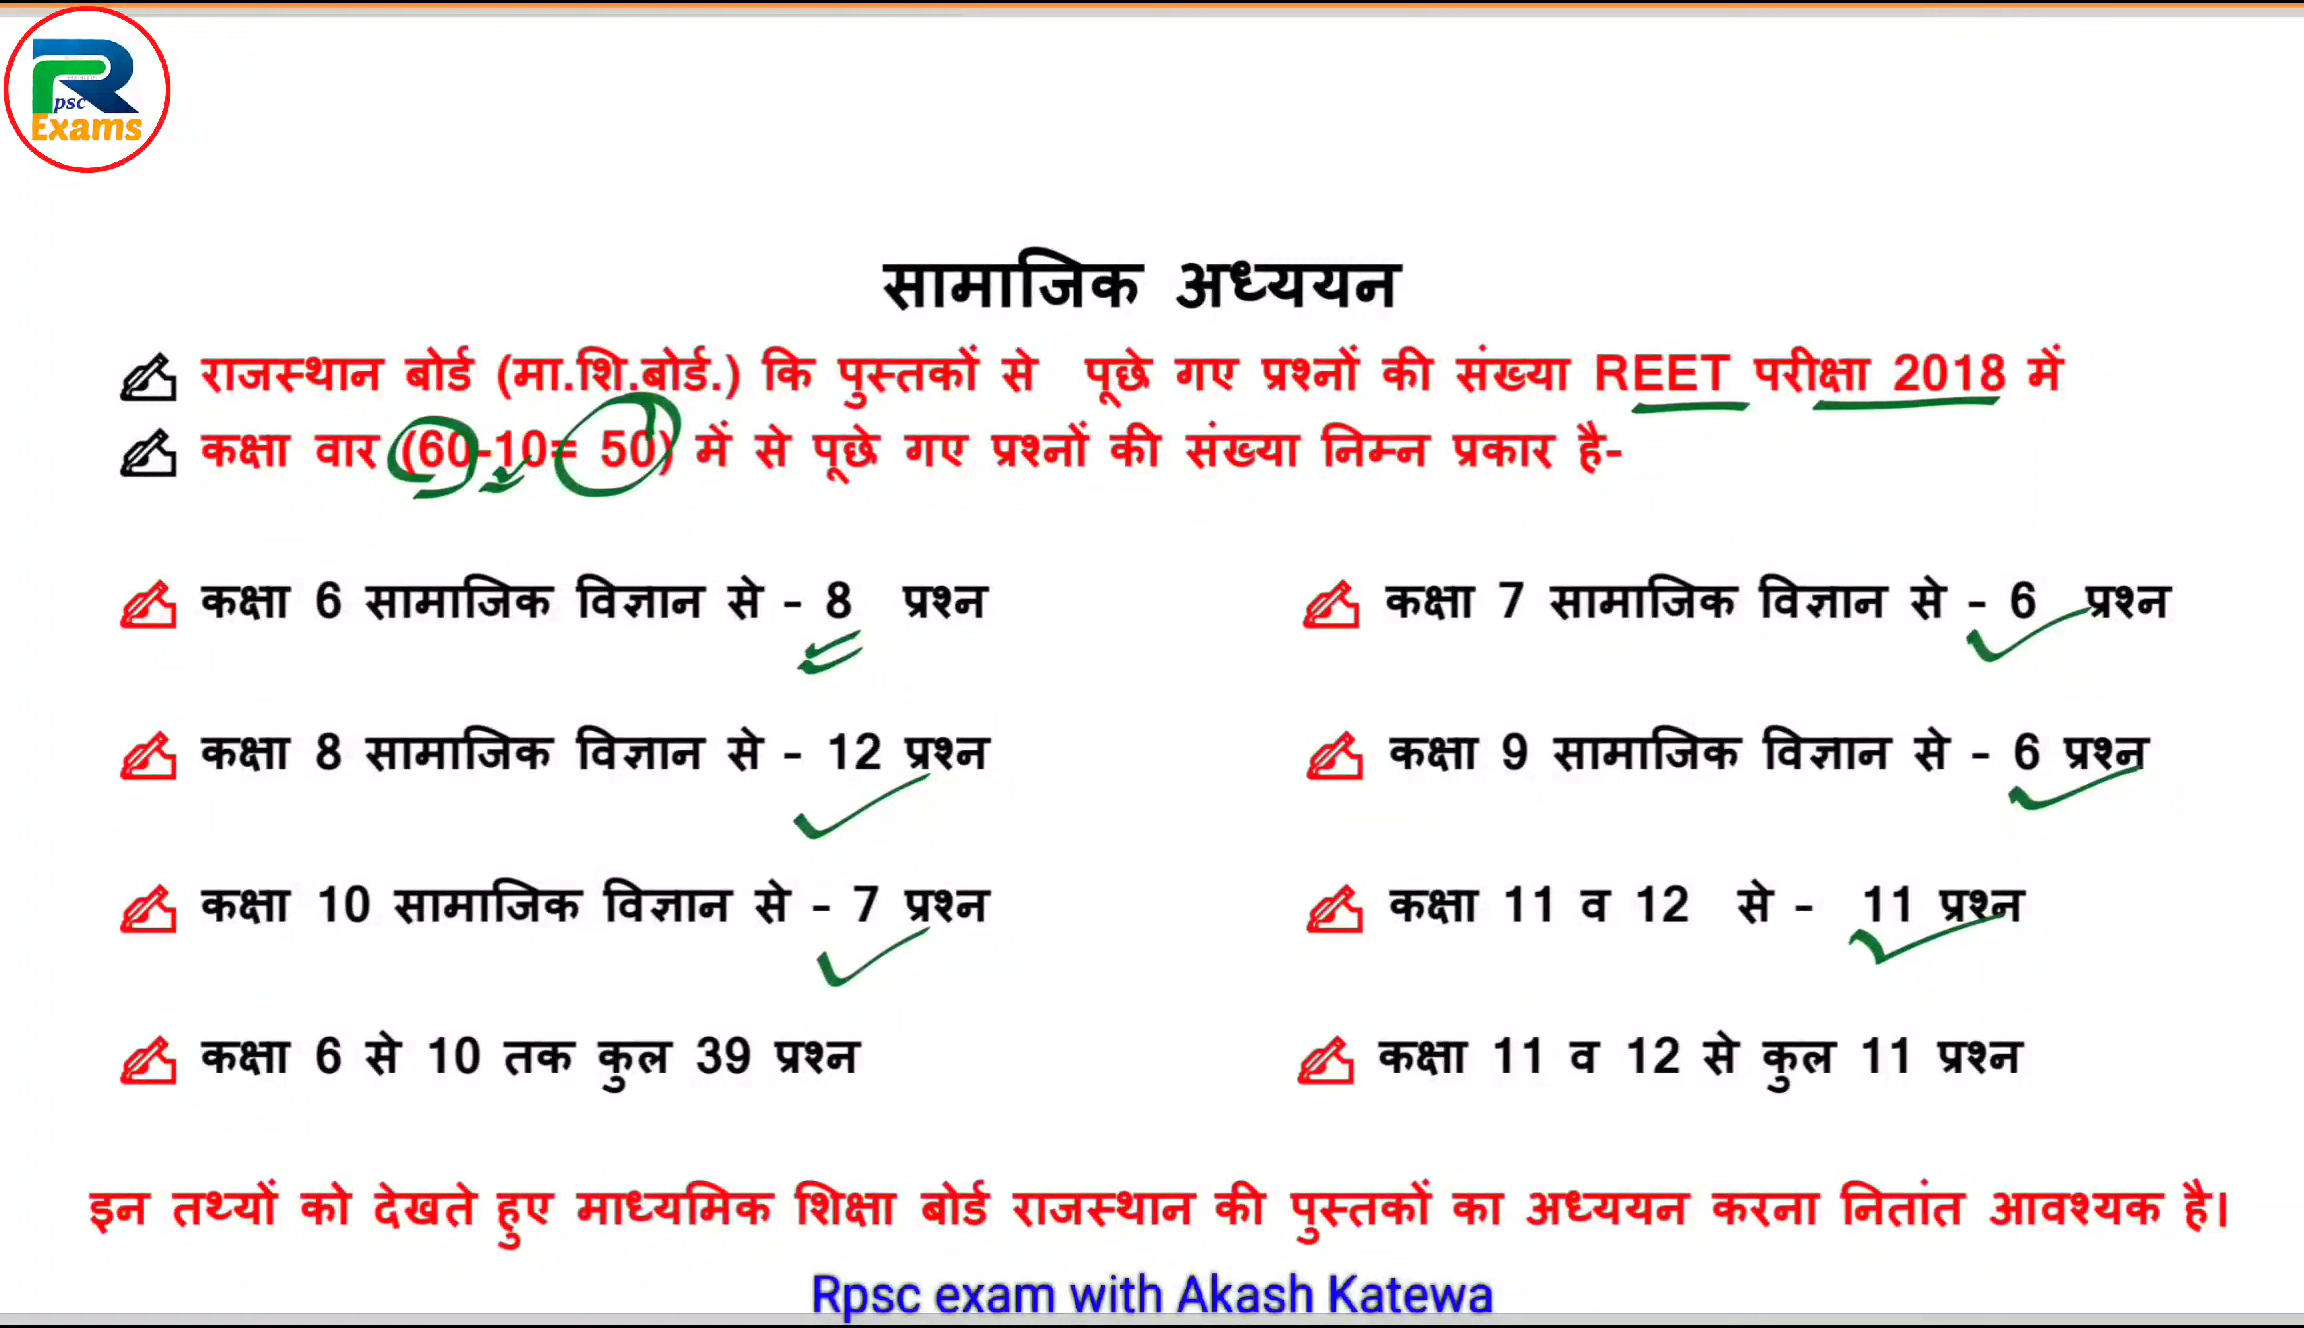 R
psc
Exams
सामाजिक अध्ययन
राजस्थान बोर्ड (मा.शि.बोर्ड.) कि पुस्तकों से पूछे गए प्रश्नों की संख्या REET परीक्षा 2018 में
कक्षा वार (60-10= 50) में से पूछे गए प्रश्नों की संख्या निम्न प्रकार है-
कक्षा 6 सामाजिक विज्ञान से - 8 प्रश्न
कक्षा 7 सामाजिक विज्ञान से - 6 प्रश्न
कक्षा 8 सामाजिक विज्ञान से - 12 प्रश्न
कक्षा 9 सामाजिक विज्ञान से - 6 प्रश्न
कक्षा 10 सामाजिक विज्ञान से - 7 प्रश्न
कक्षा 11 व 12 से - 11 प्रश्न
कक्षा 6 से 10 तक कुल 39 प्रश्न
कक्षा 11 व 12 से कुल 11 प्रश्न
इन तथ्यों को देखते हुए माध्यमिक शिक्षा बोर्ड राजस्थान की पुस्तकों का अध्ययन करना नितांत आवश्यक है।
Rpsc exam with Akash Katewa